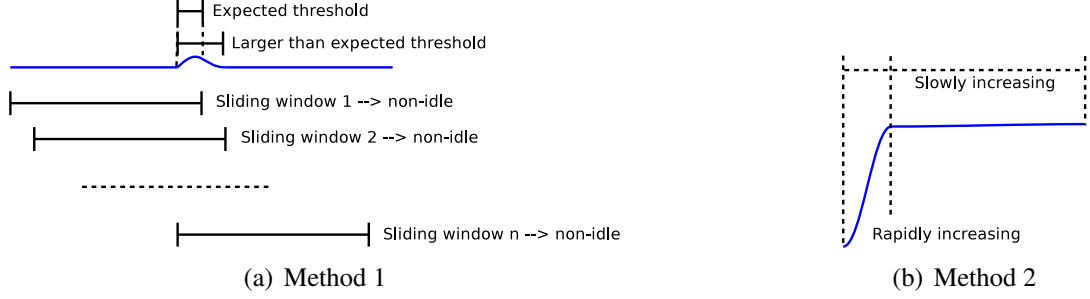 Expected threshold
Larger than expected threshold
Sliding window 1 --> non-idle
Sliding window 2 --> non-idle
Sliding window n --> non-idle
(a) Method 1
Slowly increasing
Rapidly increasing
(b) Method 2